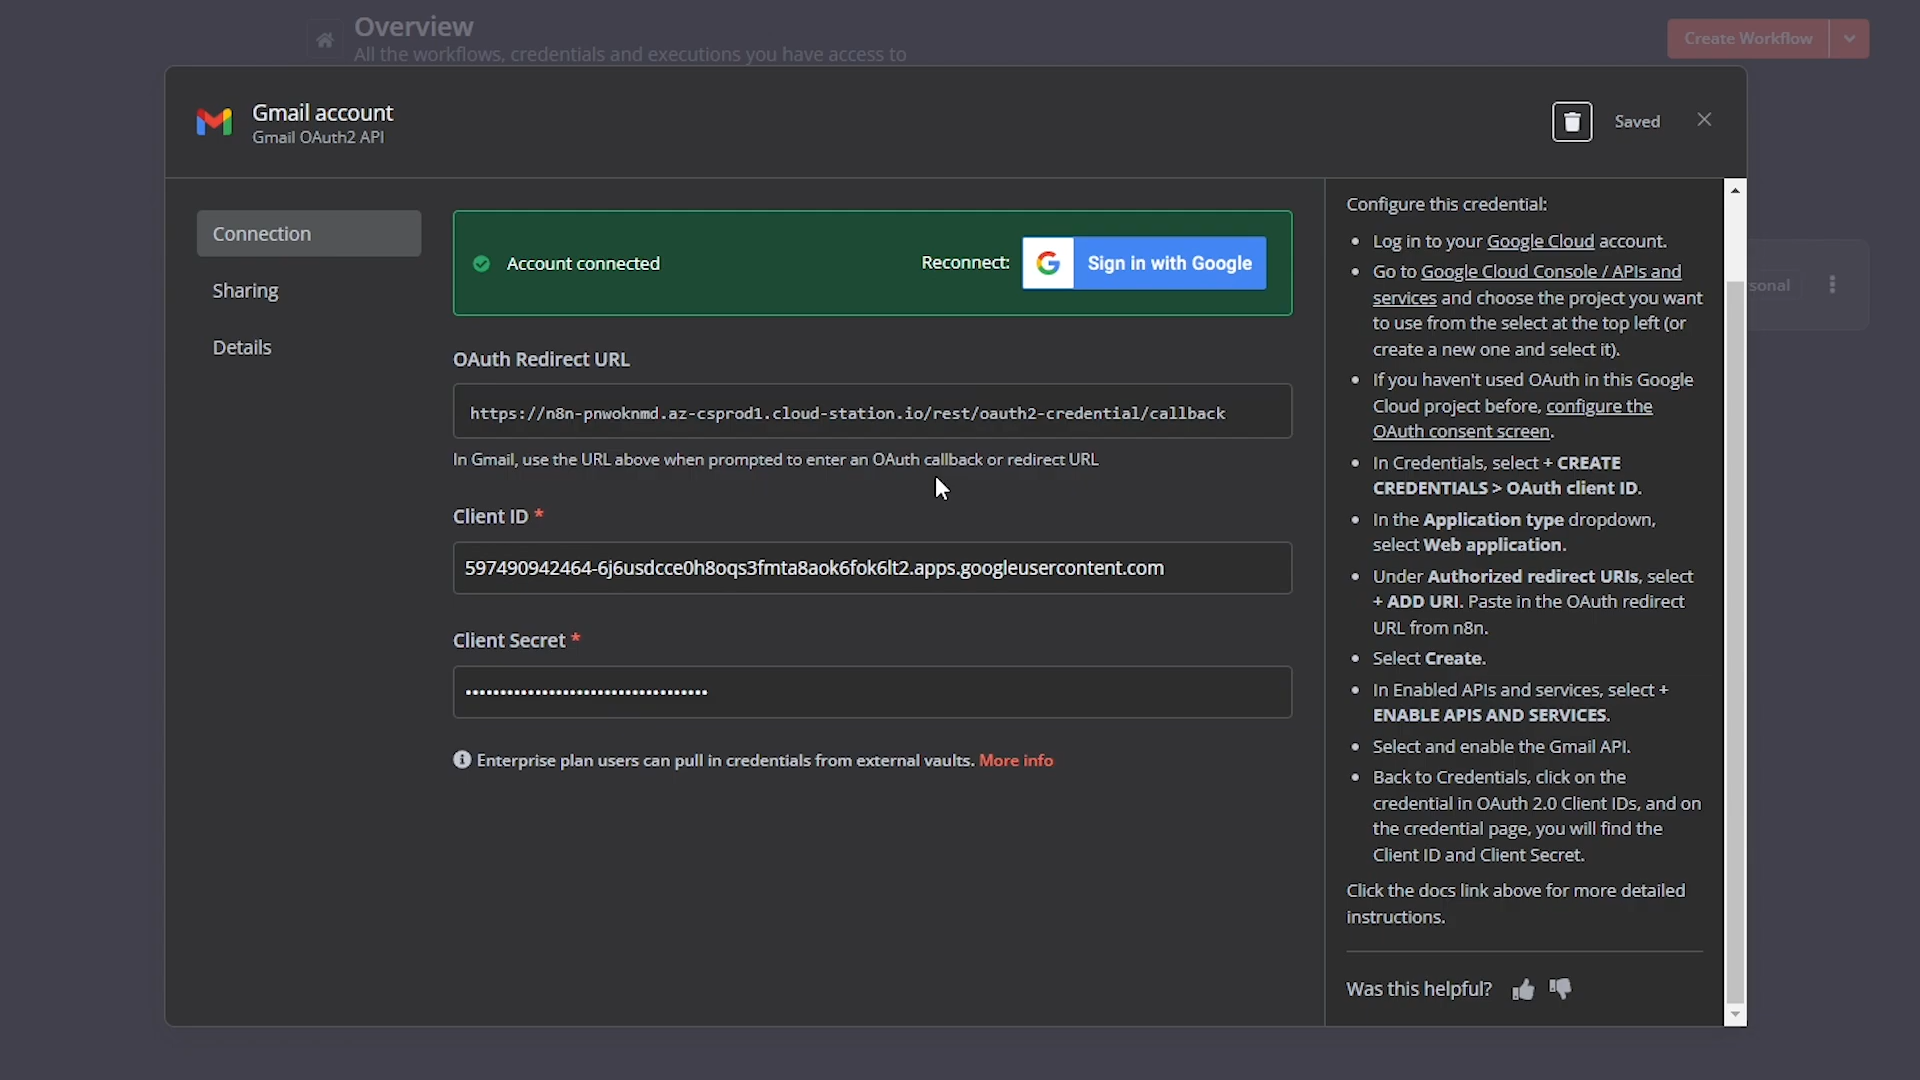 Overview
All the workflows, credentials and executions you have access to
Create Workflow
Gmail account
Gmail OAuth2 API
Saved
Connection
Sharing
Details
Account connected
Reconnect:
Sign in with Google
OAuth Redirect URL
https://n8n-pnwoknmd.az-csprod1.cloud-station.io/rest/oauth2-credential/callback
In Gmail, use the URL above when prompted to enter an OAuth callback or redirect URL
Client ID *
597490942464-6j6usdcce0h8oqs3fmta8aok6fok6lt2.apps.googleusercontent.com
Client Secret *
•••••••••••••••••••••••••••••••••••
Enterprise plan users can pull in credentials from external vaults. More info
Configure this credential:
• Log in to your Google Cloud account.
• Go to Google Cloud Console / APIs and
services and choose the project you want
to use from the select at the top left (or
create a new one and select it).
• If you haven't used OAuth in this Google
Cloud project before, configure the
OAuth consent screen.
• In Credentials, select + CREATE
CREDENTIALS > OAuth client ID.
• In the Application type dropdown,
select Web application.
• Under Authorized redirect URIs, select
+ ADD URI. Paste in the OAuth redirect
URL from n8n.
• Select Create.
• In Enabled APIs and services, select +
ENABLE APIS AND SERVICES.
• Select and enable the Gmail API.
• Back to Credentials, click on the
credential in OAuth 2.0 Client IDs, and on
the credential page, you will find the
Client ID and Client Secret.
Click the docs link above for more detailed
instructions.
Was this helpful?
sonal